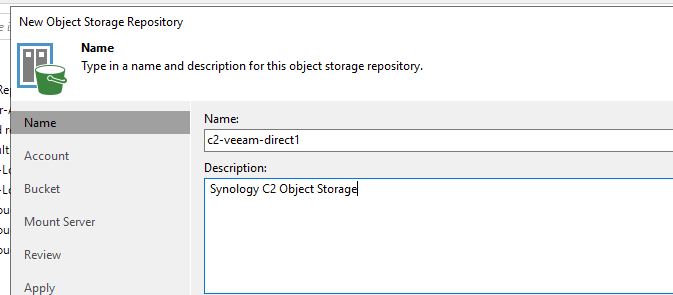 New Object Storage Repository
Name
Type in a name and description for this object storage repository.
Name
Account
Bucket
Mount Server
Review
Apply
Name:
c2-veeam-direct1
Description:
Synology C2 Object Storage